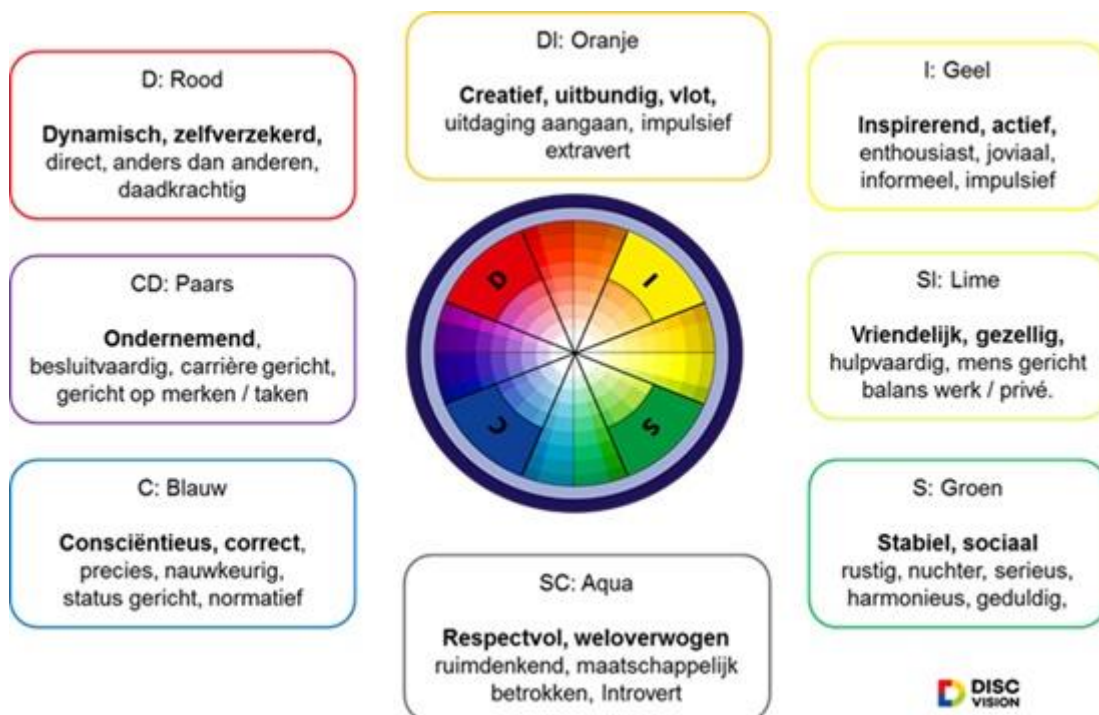 D: Rood
Dynamisch, zelfverzekerd,
direct, anders dan anderen,
daadkrachtig
DI: Oranje
Creatief, uitbundig, vlot,
uitdaging aangaan, impulsief
extravert
I: Geel
Inspirerend, actief,
enthousiast, joviaal,
informeel, impulsief
CD: Paars
Ondernemend,
besluitvaardig, carrière gericht,
gericht op merken / taken
D
I
C
S
SI: Lime
Vriendelijk, gezellig,
hulpvaardig, mens gericht
balans werk / privé.
C: Blauw
Consciëntieus, correct,
precies, nauwkeurig,
status gericht, normatief
SC: Aqua
Respectvol, weloverwogen
ruimdenkend, maatschappelijk
betrokken, Introvert
S: Groen
Stabiel, sociaal
rustig, nuchter, serieus,
harmonieus, geduldig,
DISC
VISION